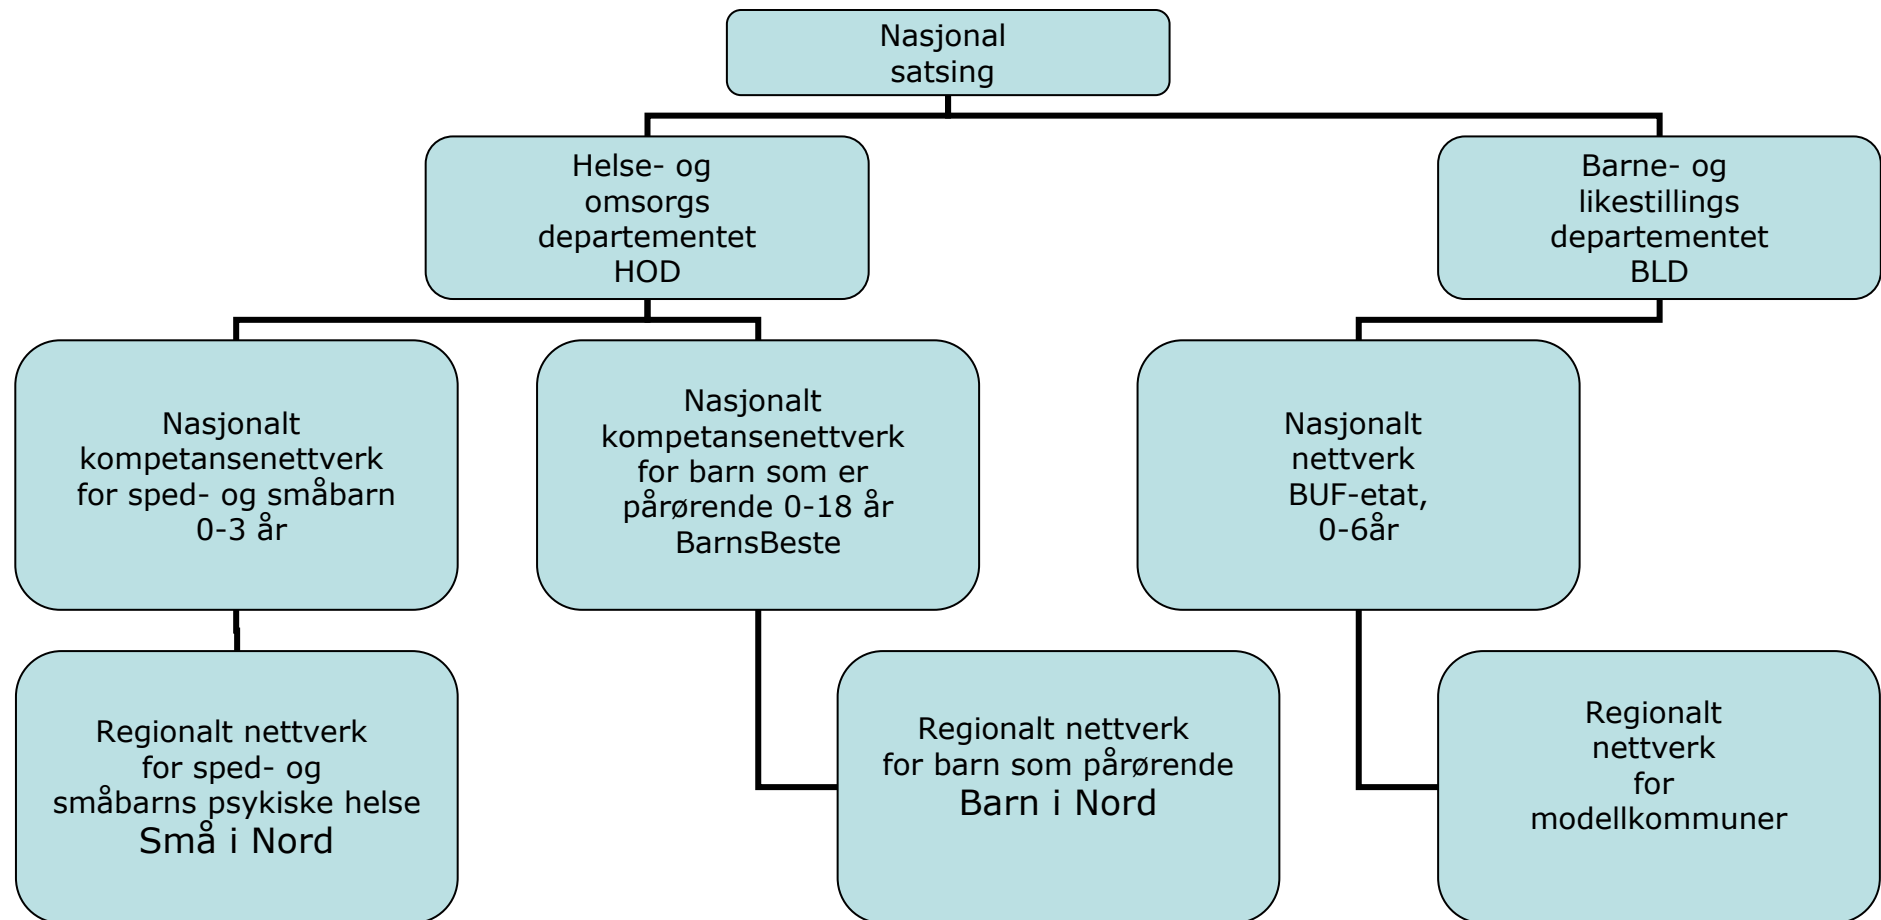 Nasjonal
satsing
Helse- og
omsorgs
departementet
HOD
Barne- og
likestillings
departementet
BLD
Nasjonalt
kompetansenettverk
for sped- og småbarn
0-3 år
Nasjonalt
kompetansenettverk
for barn som er
pårørende 0-18 år
BarnsBeste
Nasjonalt
nettverk
BUF-etat,
0-6år
Regionalt nettverk
for sped- og
småbarns psykiske helse
Små i Nord
Regionalt nettverk
for barn som pårørende
Barn i Nord
Regionalt
nettverk
for
modellkommuner